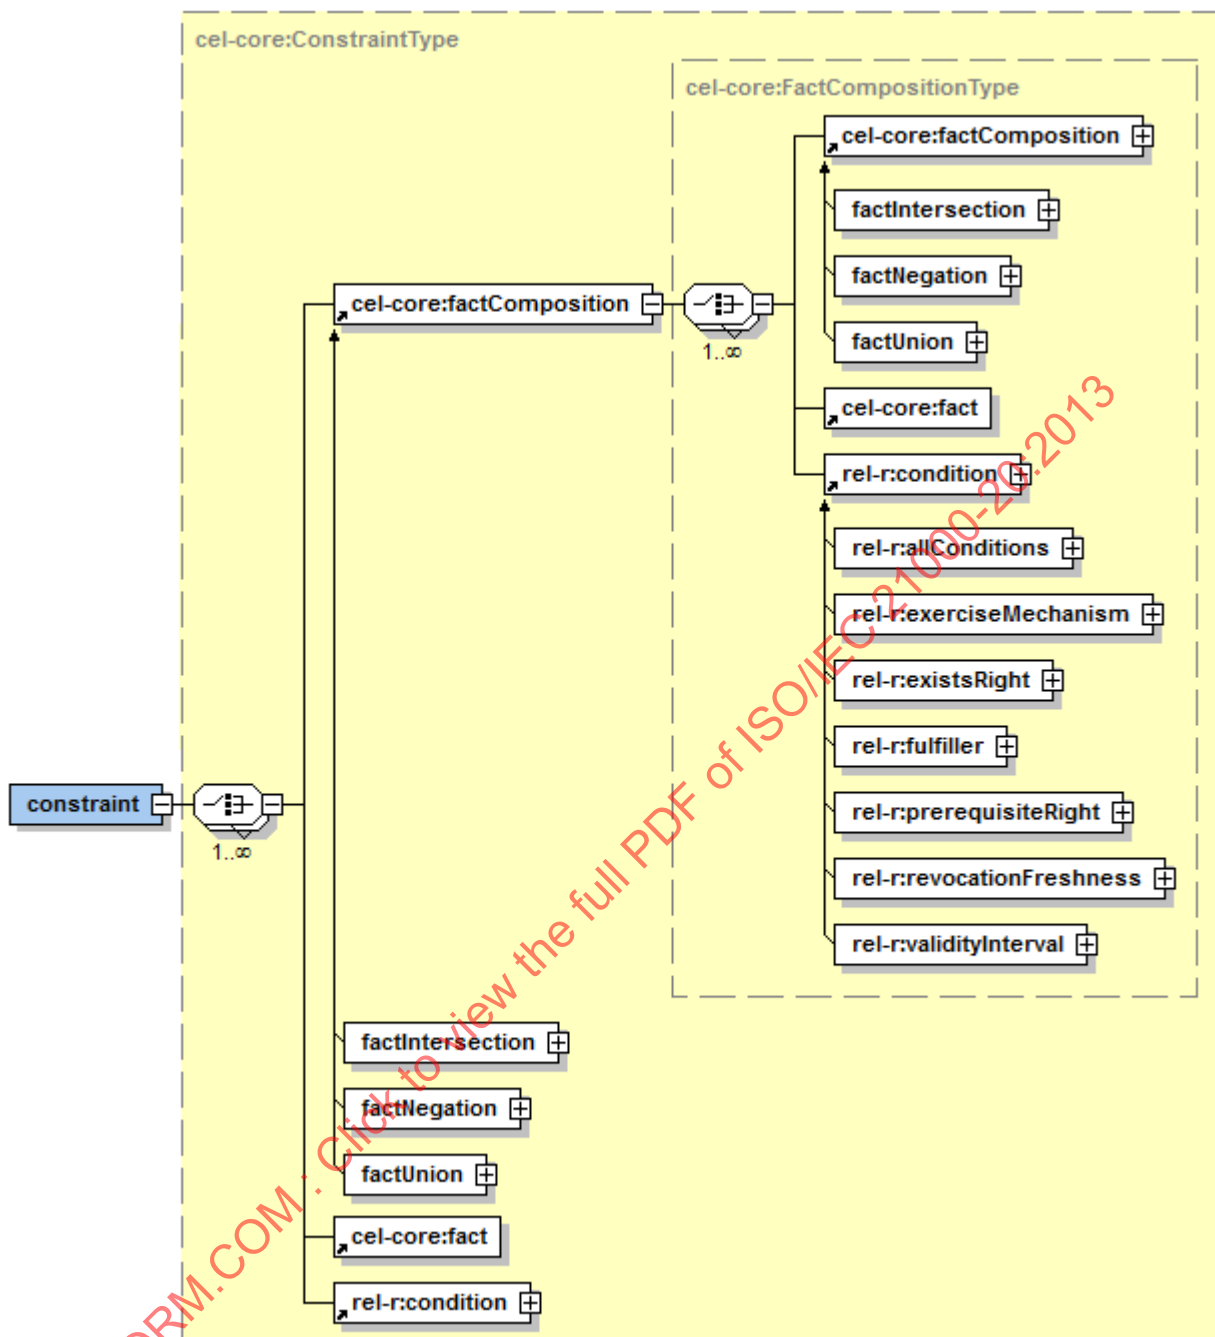 cel-core:ConstraintType
cel-core:FactCompositionType
cel-core:factComposition
factIntersection
factNegation
factUnion
cel-core:factComposition
1..∞
cel-core:fact
rel-r:condition
rel-r:allConditions
rel-r:exerciseMechanism
rel-r:existsRight
rel-r:fulfiller
rel-r:prerequisiteRight
rel-r:revocationFreshness
rel-r:validityInterval
constraint
1..∞
factIntersection
factNegation
factUnion
cel-core:fact
rel-r:condition
RM.COM : Click to view the full PDF of ISO/IEC 21000-20:2013